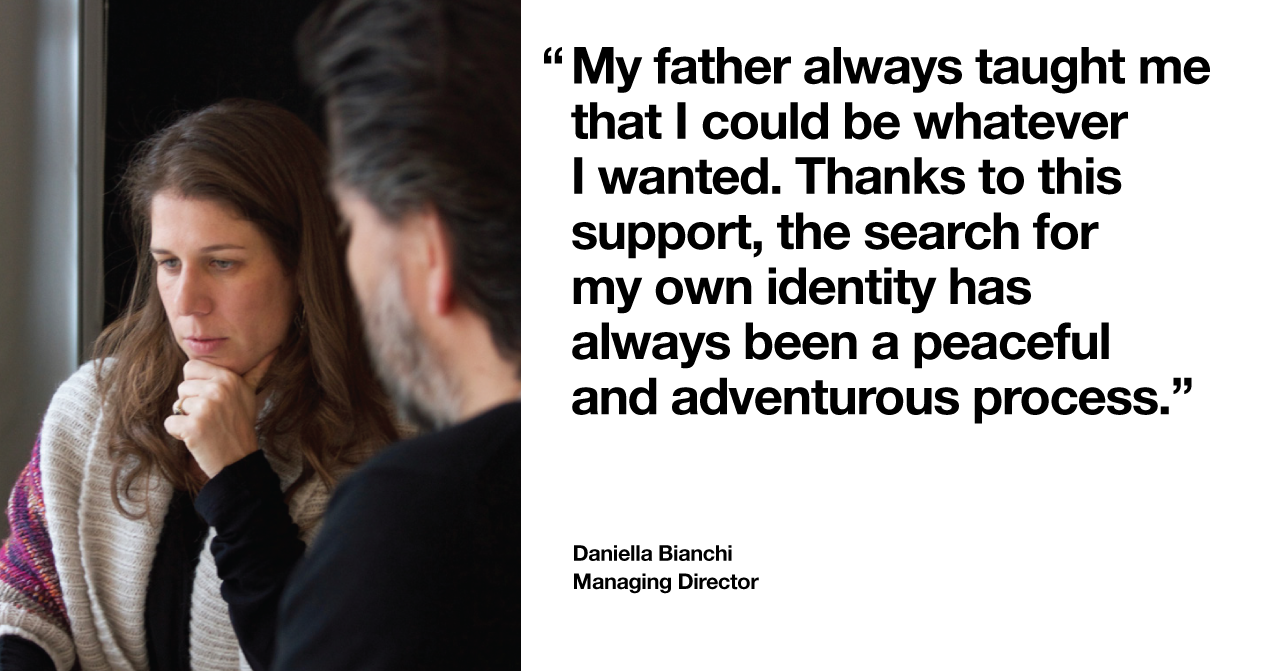 “My father always taught me
that I could be whatever
I wanted. Thanks to this
support, the search for
my own identity has
always been a peaceful
and adventurous process.”
Daniella Bianchi
Managing Director